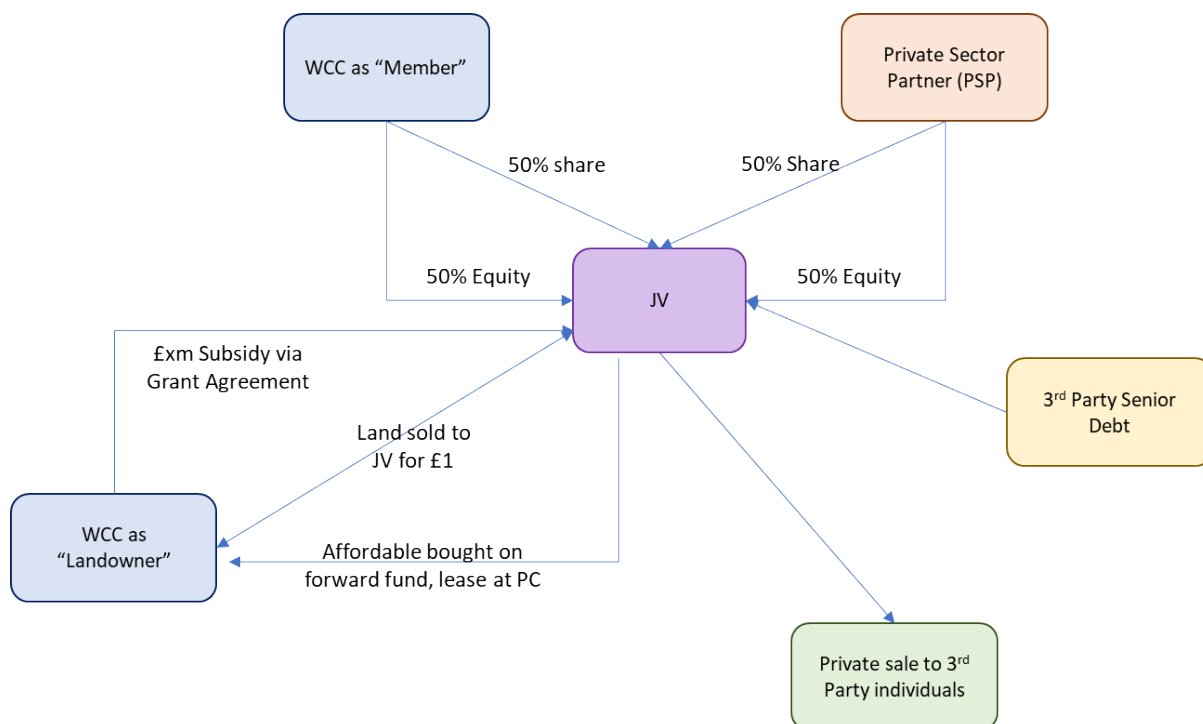 WCC as “Member”
Private Sector
Partner (PSP)
50% share
50% Share
50% Equity
JV
50% Equity
£xm Subsidy via
Grant Agreement
Land sold to
JV for £1
3rd Party Senior
Debt
WCC as
“Landowner”
Affordable bought on
forward fund, lease at PC
Private sale to 3rd
Party individuals